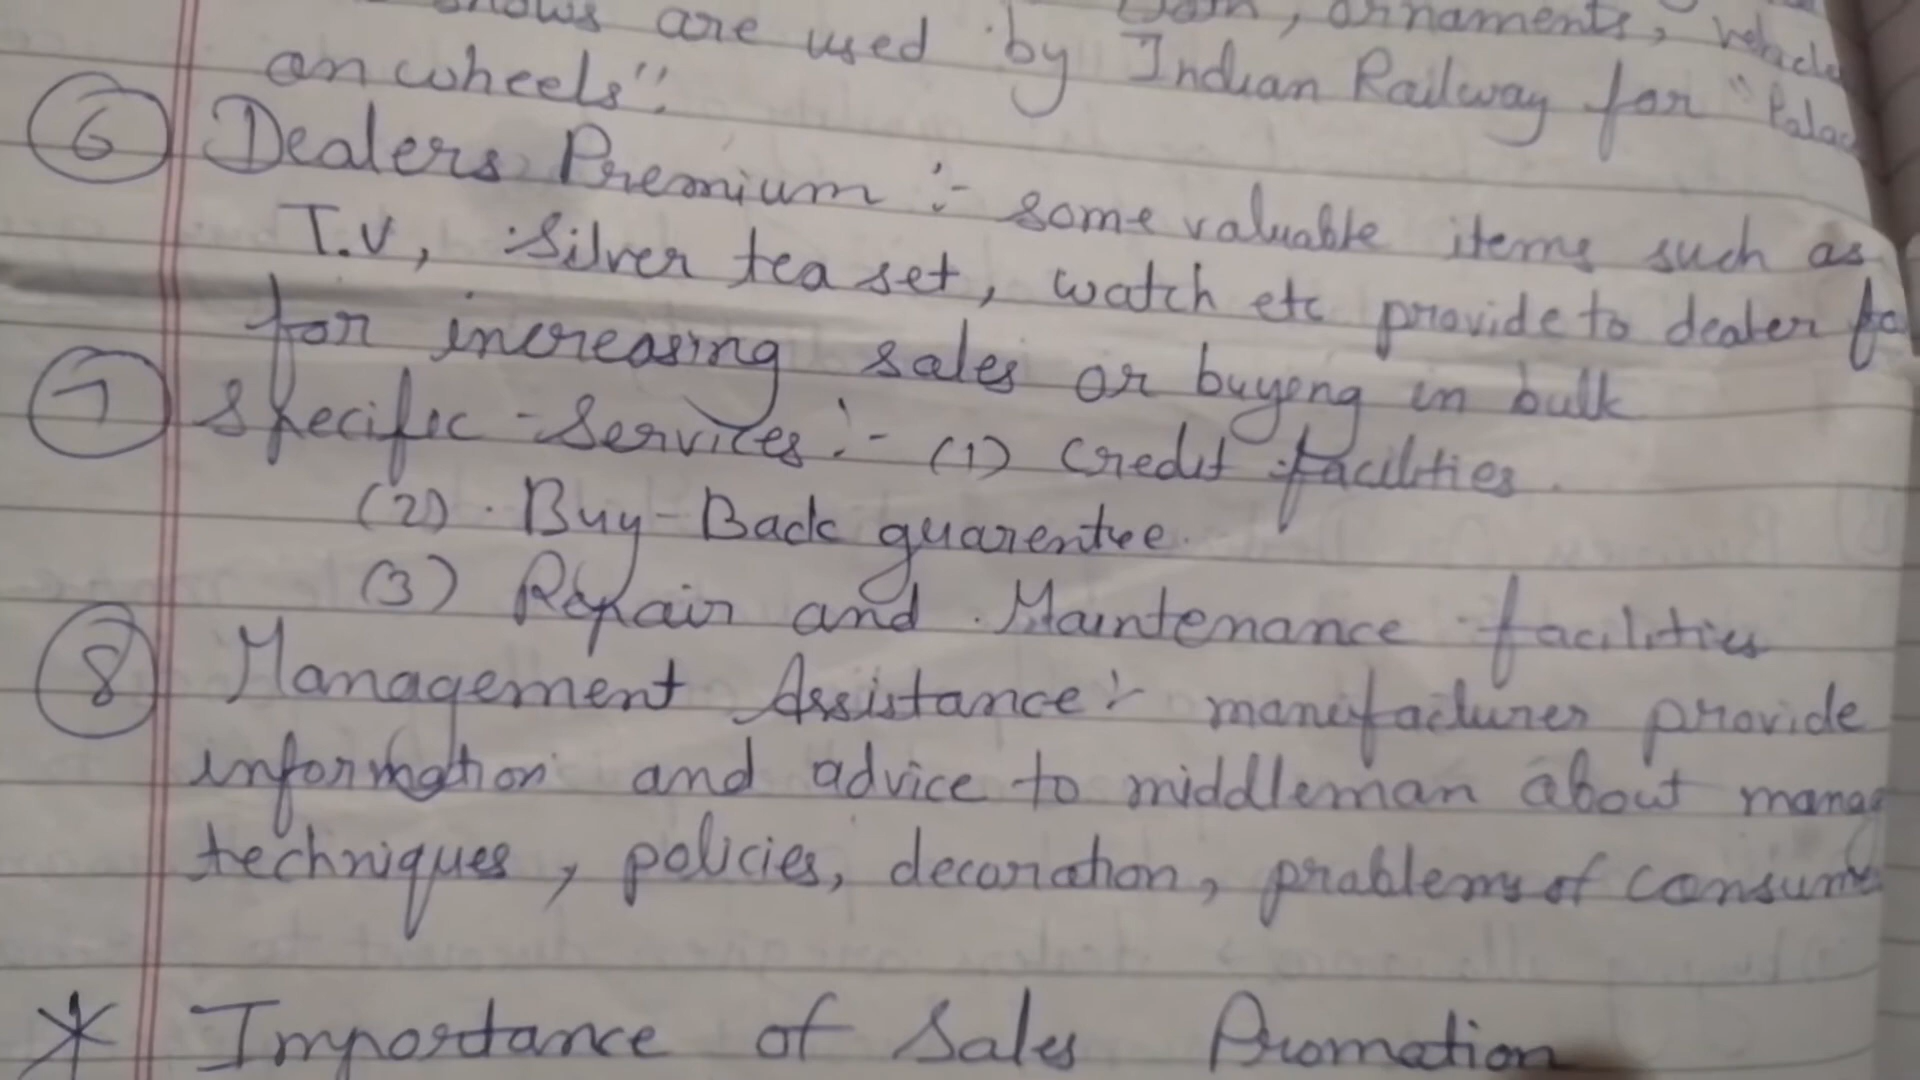 shows are used by Indian Railway for "Palac
on wheels".
ornaments, vehicle
6 Dealers Premium :- some valuable items such as
T.V, Silver tea set, watch etc provide to dealer fo
for increasing sales or buyeng in bulk
7 Specific-Services :- (1) Credit facilities.
(2). Buy-Back guarentee.
(3) Repair and Maintenance facilities
8 Management Assistance :- manufacturer provide
information and advice to middleman about manag
techniques, policies, decoration, problems of consume
* Importance of Sales Promotion